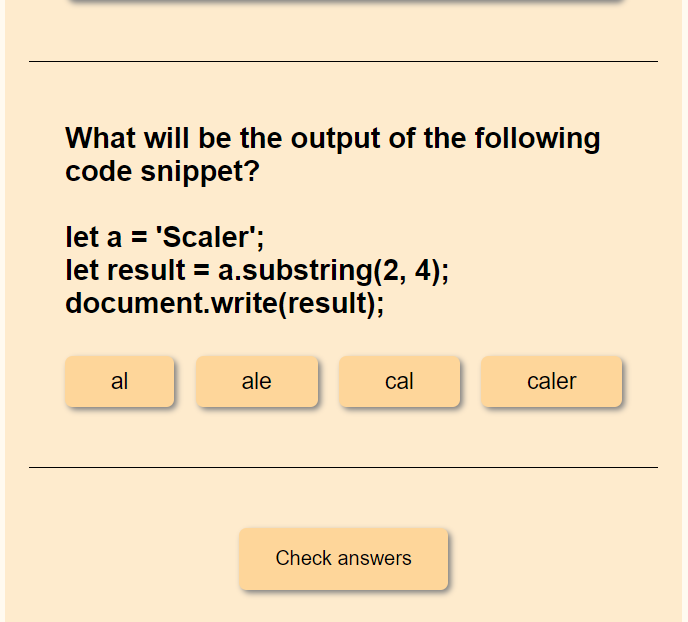 What will be the output of the following
code snippet?
let a = 'Scaler';
let result = a.substring(2, 4);
document.write(result);
al
ale
cal
caler
Check answers